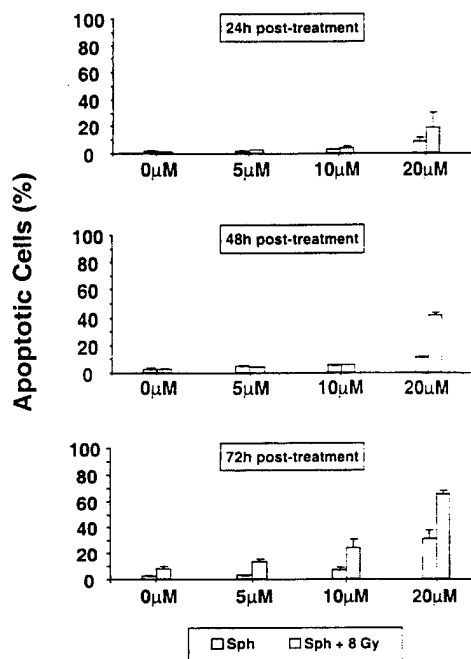 24h post-treatment
100
80
60
40
20
0
0µM 5µM 10µM 20µM
48h post-treatment
100
80
60
40
20
0
0µM 5µM 10µM 20µM
72h post-treatment
100
80
60
40
20
0
0µM 5µM 10µM 20µM
Apoptotic Cells (%)
Sph Sph + 8 Gy